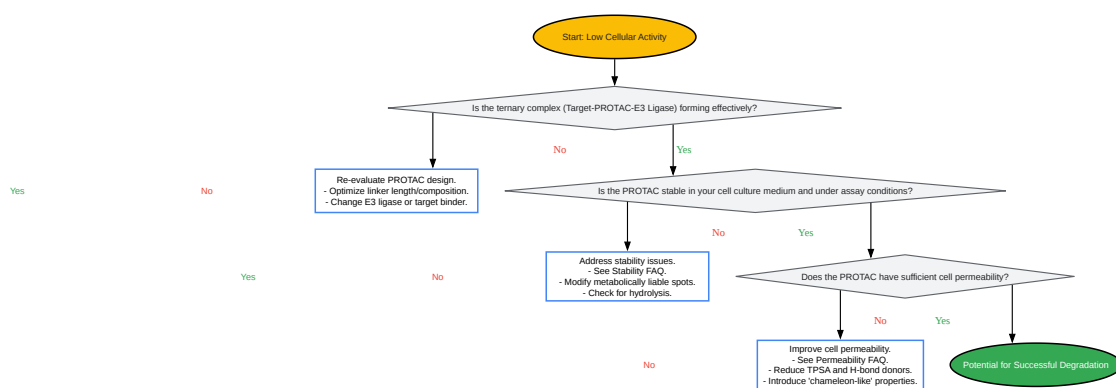 Start: Low Cellular Activity
Is the ternary complex (Target-PROTAC-E3 Ligase) forming effectively?
No
Yes
Re-evaluate PROTAC design.
- Optimize linker length/composition.
- Change E3 ligase or target binder.
Yes
No
Is the PROTAC stable in your cell culture medium and under assay conditions?
No
Yes
Address stability issues.
- See Stability FAQ.
- Modify metabolically liable spots.
- Check for hydrolysis.
Yes
No
Does the PROTAC have sufficient cell permeability?
No
Yes
Improve cell permeability.
- See Permeability FAQ.
- Reduce TPSA and H-bond donors.
- Introduce 'chameleon-like' properties.
No
Potential for Successful Degradation